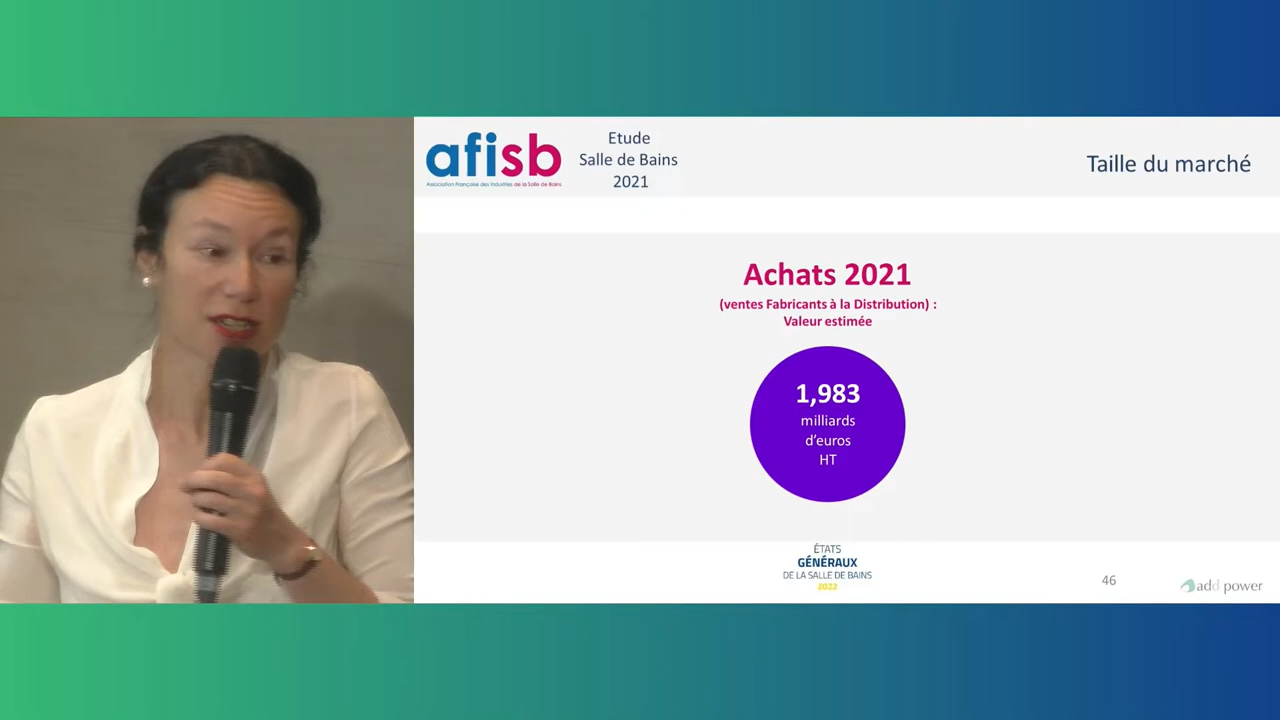 afisb
Association Française des Industries de la Salle de Bains
Etude
Salle de Bains
2021
Taille du marché
Achats 2021
(ventes Fabricants à la Distribution) :
Valeur estimée
1,983
milliards
d'euros
HT
ÉTATS
GÉNÉRAUX
DE LA SALLE DE BAINS
2022
46
add power